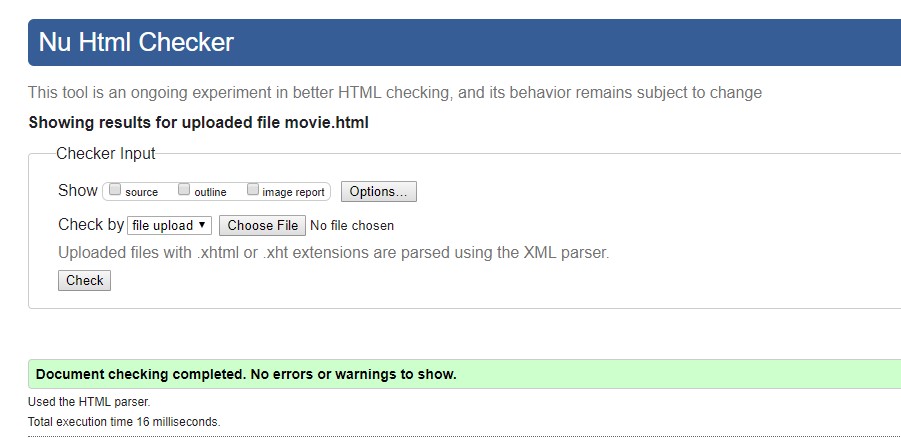 Nu Html Checker
This tool is an ongoing experiment in better HTML checking, and its behavior remains subject to change
Showing results for uploaded file movie.html
Checker Input
Show source outline image report Options...
Check by file upload Choose File No file chosen
Uploaded files with .xhtml or .xht extensions are parsed using the XML parser.
Check
Document checking completed. No errors or warnings to show.
Used the HTML parser.
Total execution time 16 milliseconds.